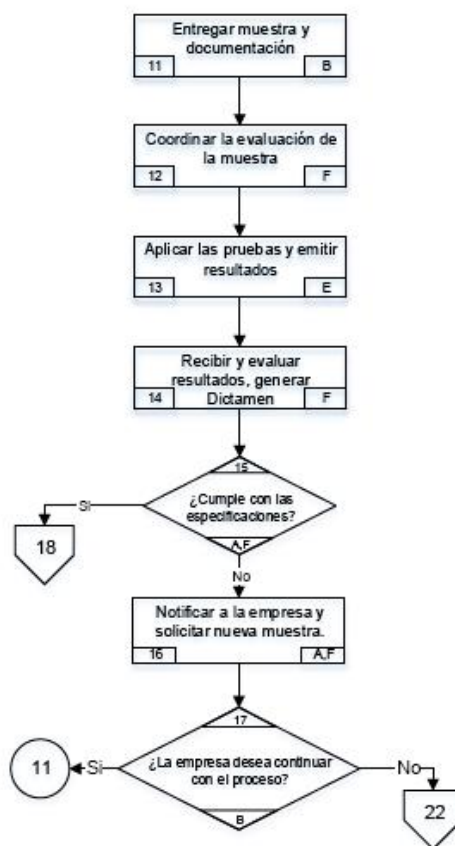 Entregar muestra y
documentación
11
B
Coordinar la evaluación de
la muestra
12
F
Aplicar las pruebas y emitir
resultados
13
E
Recibir y evaluar
resultados, generar
Dictamen
14
F
15
¿Cumple con las
especificaciones?
A,F
Si
18
No
Notificar a la empresa y
solicitar nueva muestra.
16
A,F
17
¿La empresa desea continuar
con el proceso?
B
Si
11
No
22